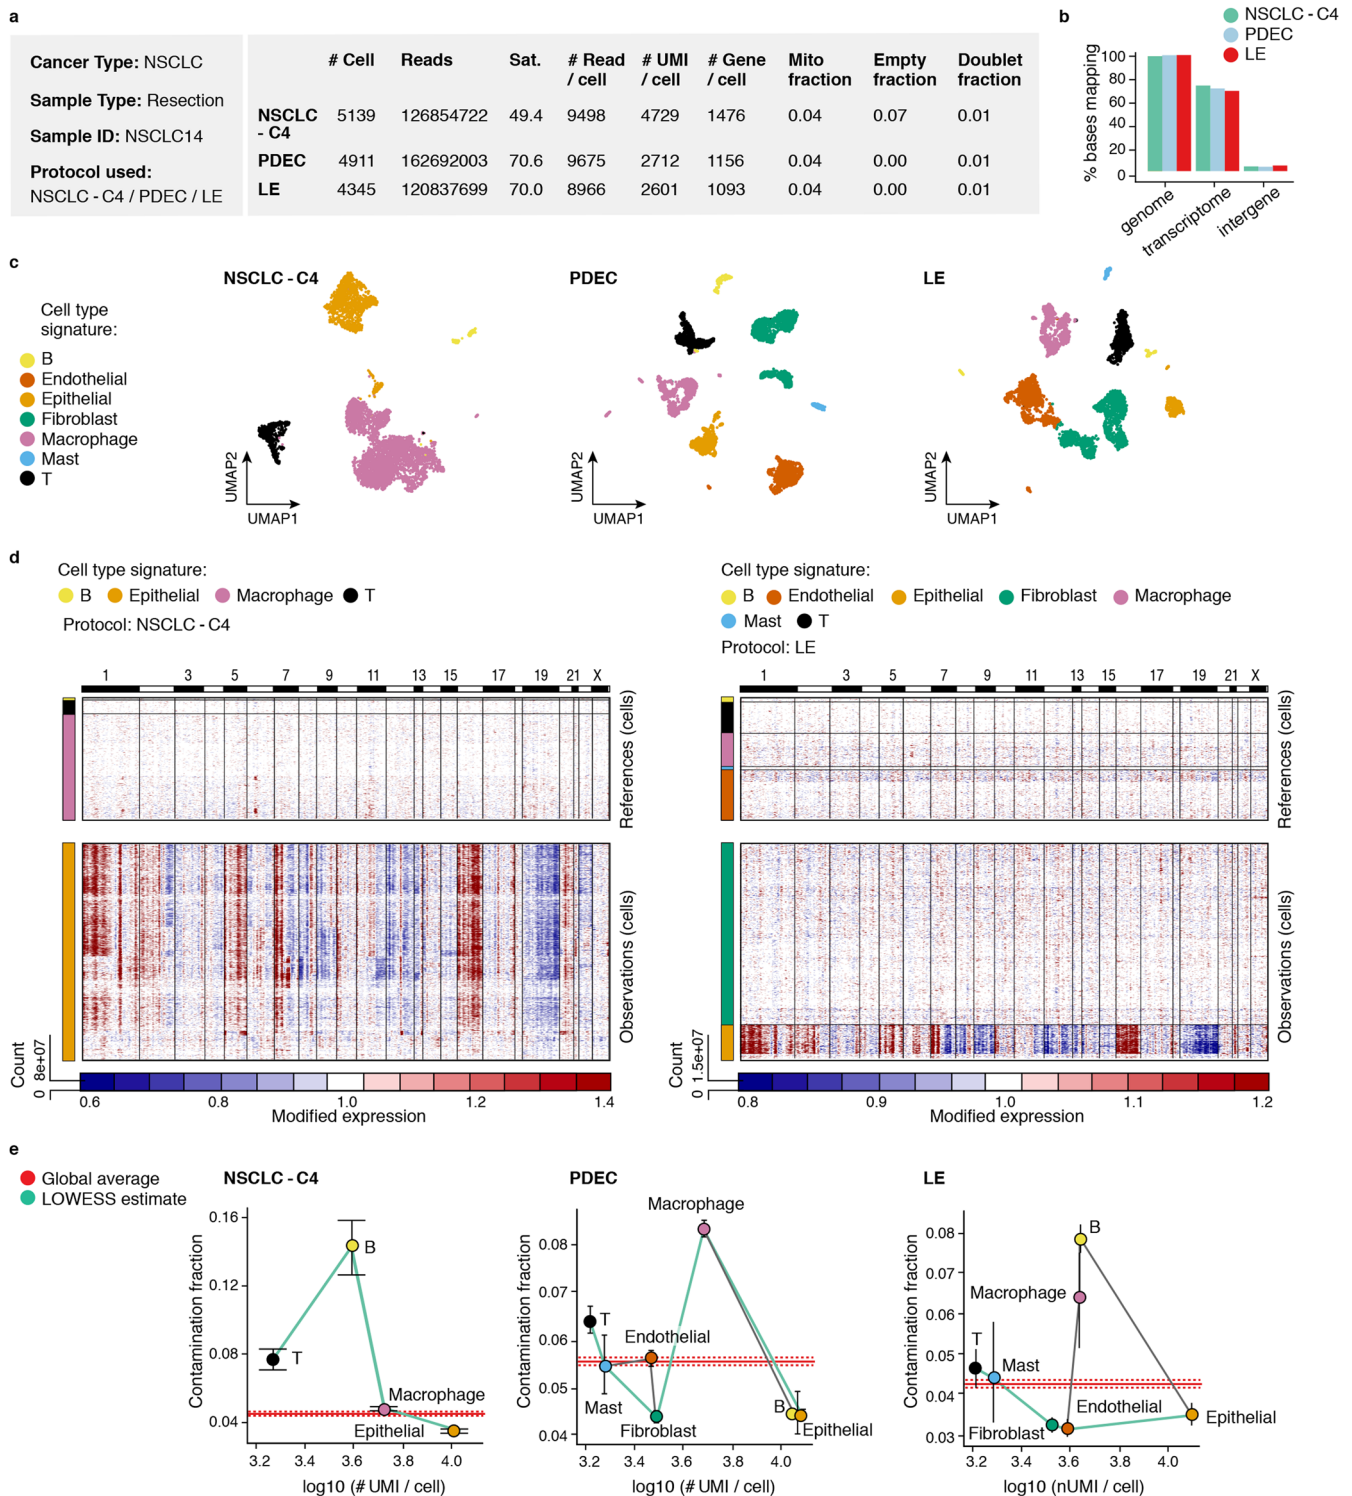 a
Cancer Type: NSCLC
Sample Type: Resection
Sample ID: NSCLC14
Protocol used:
NSCLC - C4 / PDEC / LE
# Cell Reads Sat. # Read / cell # UMI / cell # Gene / cell Mito fraction Empty fraction Doublet fraction
NSCLC - C4 5139 126854722 49.4 9498 4729 1476 0.04 0.07 0.01
PDEC 4911 162692003 70.6 9675 2712 1156 0.04 0.00 0.01
LE 4345 120837699 70.0 8966 2601 1093 0.04 0.00 0.01
b
NSCLC - C4
PDEC
LE
% bases mapping
100
80
60
40
20
0
genome
transcriptome
intergene
c
Cell type
signature:
B
Endothelial
Epithelial
Fibroblast
Macrophage
Mast
T
NSCLC - C4
UMAP2
UMAP1
PDEC
UMAP2
UMAP1
LE
UMAP2
UMAP1
d
Cell type signature:
B Epithelial Macrophage T
Protocol: NSCLC - C4
1 3 5 7 9 11 13 15 17 19 21 X
References (cells)
Observations (cells)
Count
0 8e+07
0.6 0.8 1.0 1.2 1.4
Modified expression
Cell type signature:
B Endothelial Epithelial Fibroblast Macrophage
Mast T
Protocol: LE
1 3 5 7 9 11 13 15 17 19 21 X
References (cells)
Observations (cells)
Count
0 1.5e+07
0.8 0.9 1.0 1.1 1.2
Modified expression
e
Global average
LOWESS estimate
NSCLC - C4
Contamination fraction
0.16
0.12
0.08
0.04
B
T
Macrophage
Epithelial
3.2 3.4 3.6 3.8 4.0
log10 (# UMI / cell)
PDEC
Contamination fraction
0.08
0.07
0.06
0.05
0.04
Macrophage
T
Endothelial
Mast
Fibroblast
B
Epithelial
3.2 3.4 3.6 3.8 4.0
log10 (# UMI / cell)
LE
Contamination fraction
0.08
0.07
0.06
0.05
0.04
0.03
B
Macrophage
T
Mast
Endothelial
Fibroblast
Epithelial
3.2 3.4 3.6 3.8 4.0
log10 (nUMI / cell)